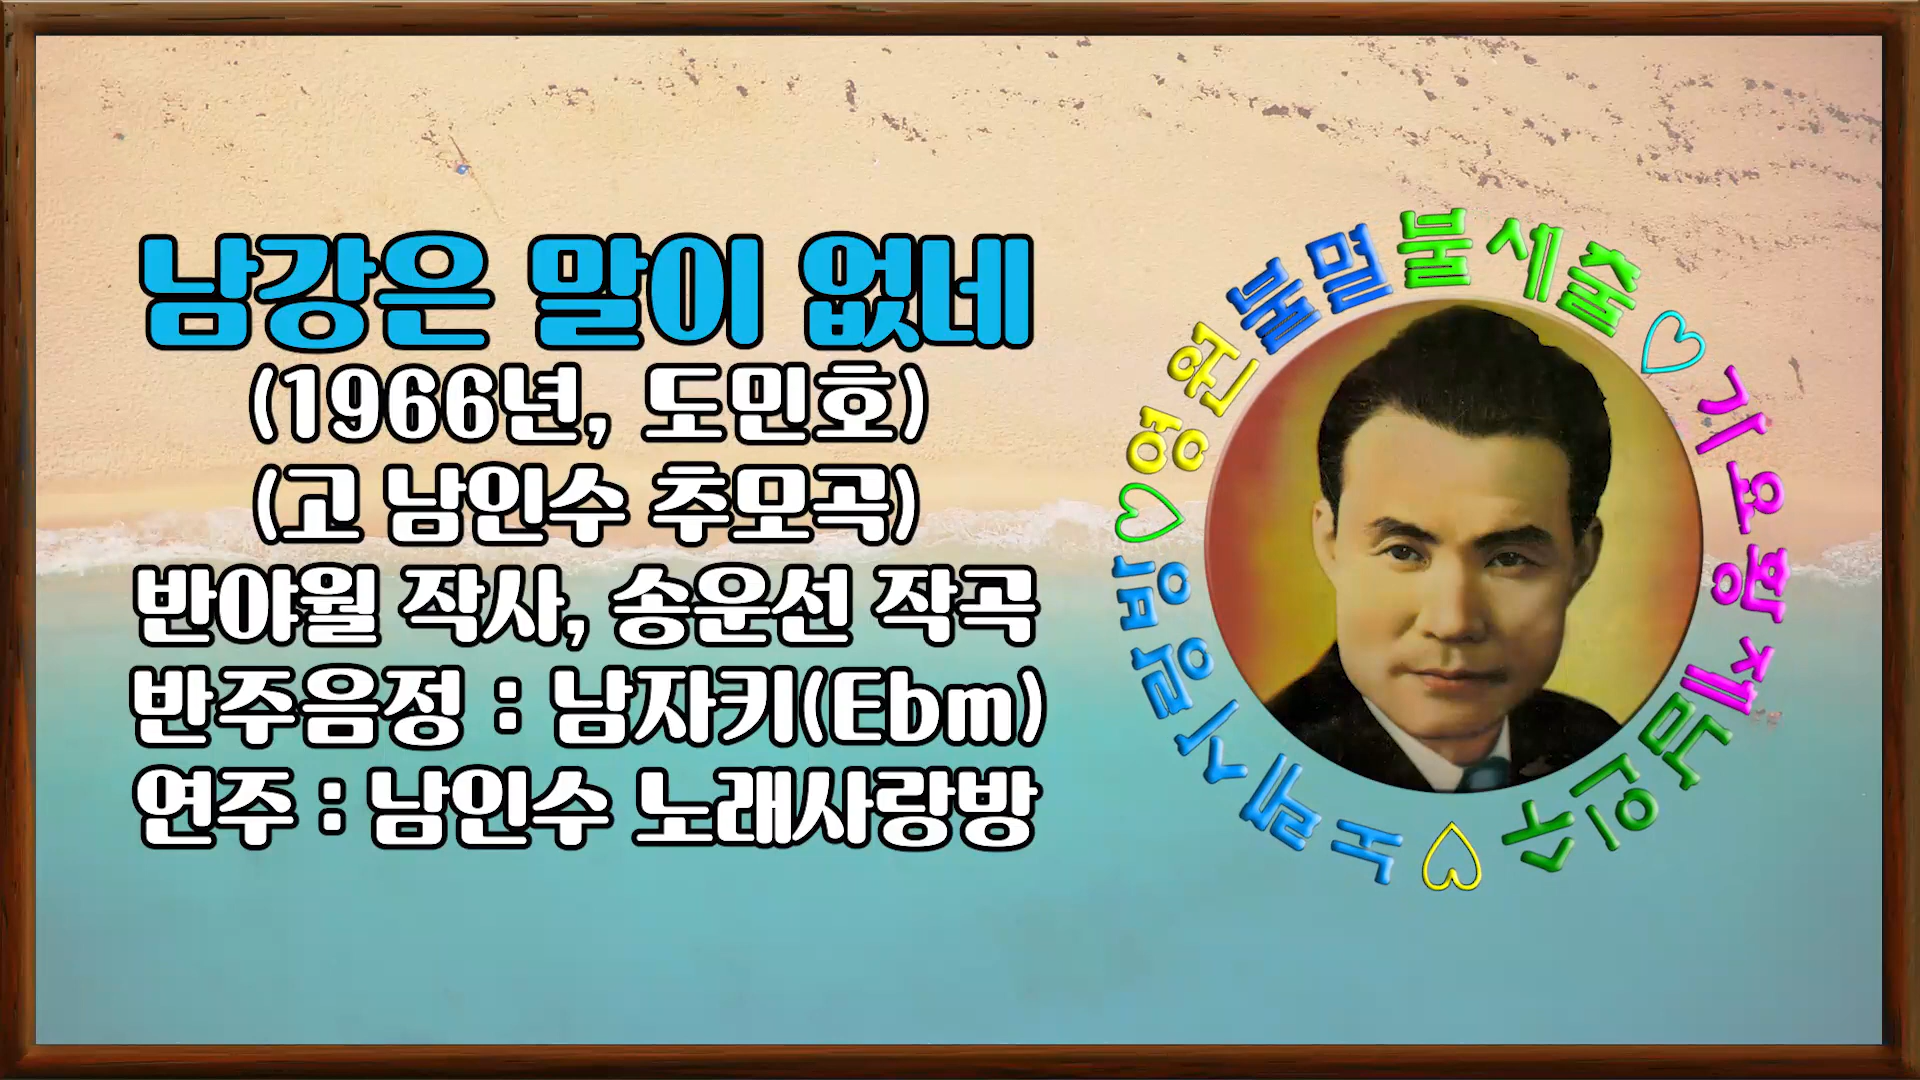 남강은 말이 없네
(1966년, 도민호)
(고 남인수 추모곡)
반야월 작사, 송운선 작곡
반주음정 : 남자키(Ebm)
연주 : 남인수 노래사랑방
♡영원불멸불세출♡가요황제남인수♡노래사랑방